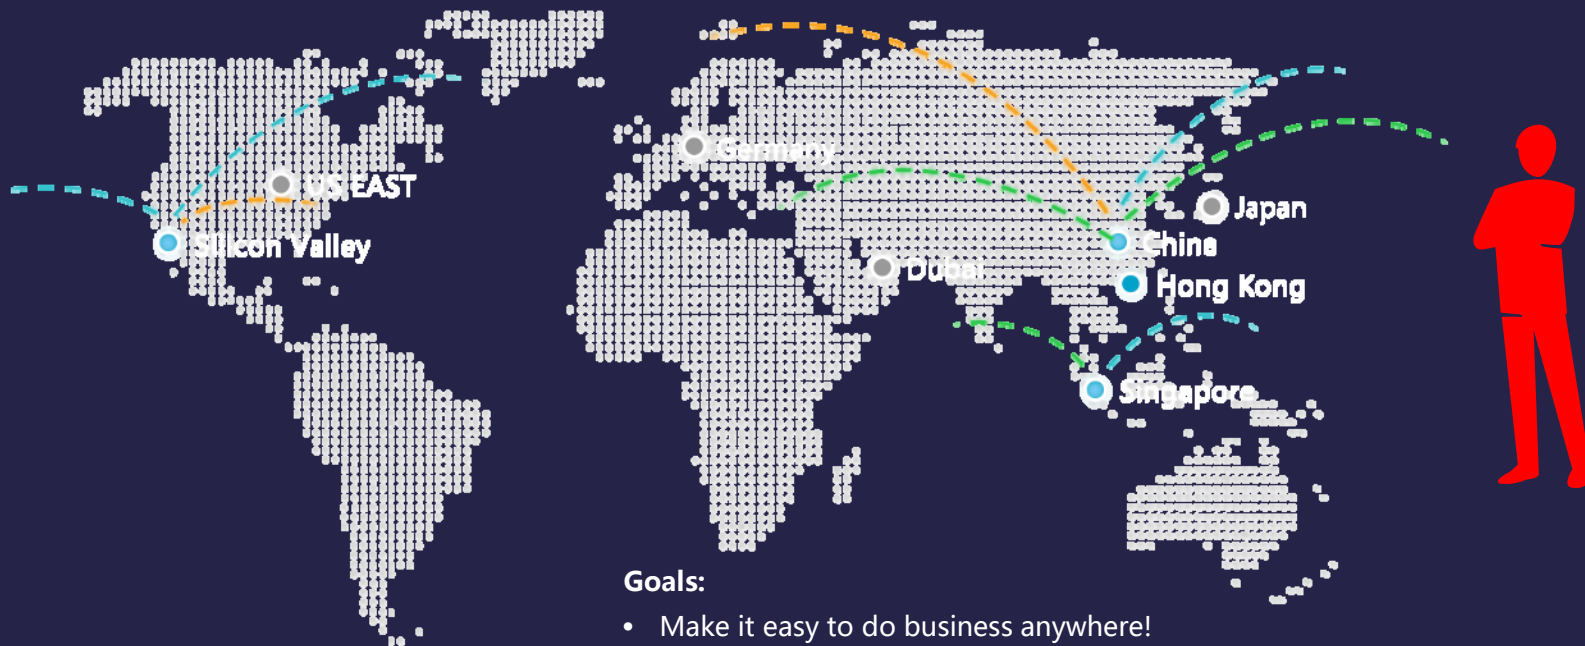 Germany
US EAST
Japan
Silicon Valley
China
Dubai
Hong Kong
Singapore
Goals:
• Make it easy to do business anywhere!